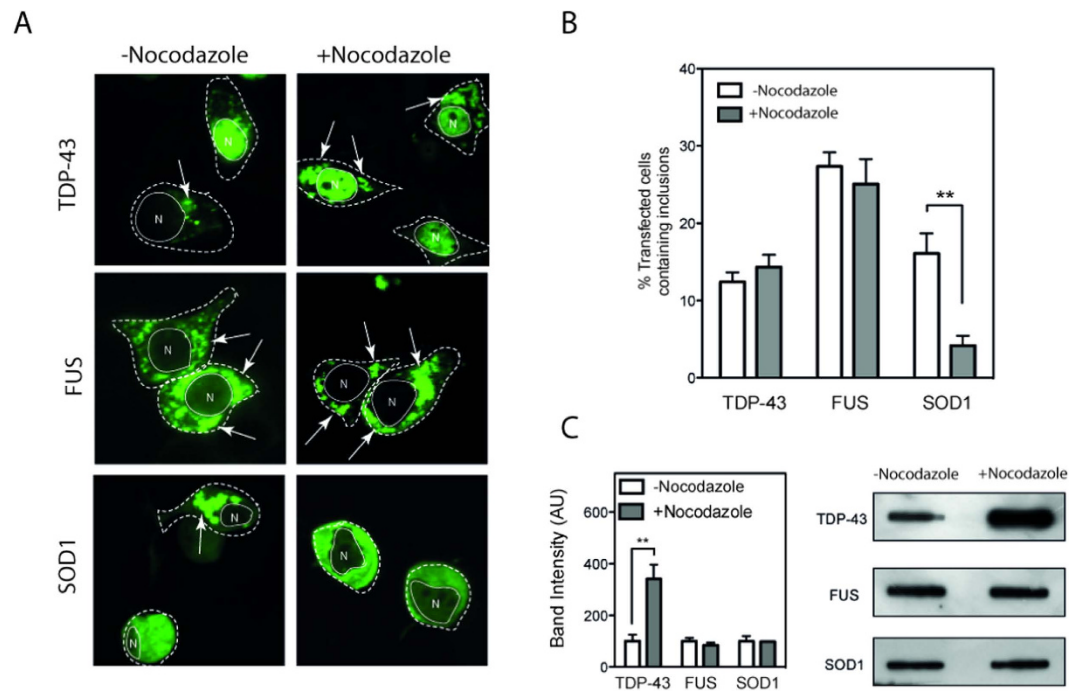 A
-Nocodazole +Nocodazole
TDP-43
N
N
N
N
N
FUS
N
N
N
N
SOD1
N
N
N
N
B
% Transfected cells
containing inclusions
40
30
20
10
0
-Nocodazole
+Nocodazole
**
TDP-43 FUS SOD1
C
Band Intensity (AU)
600
400
200
0
-Nocodazole
+Nocodazole
**
TDP-43 FUS SOD1
-Nocodazole +Nocodazole
TDP-43
FUS
SOD1